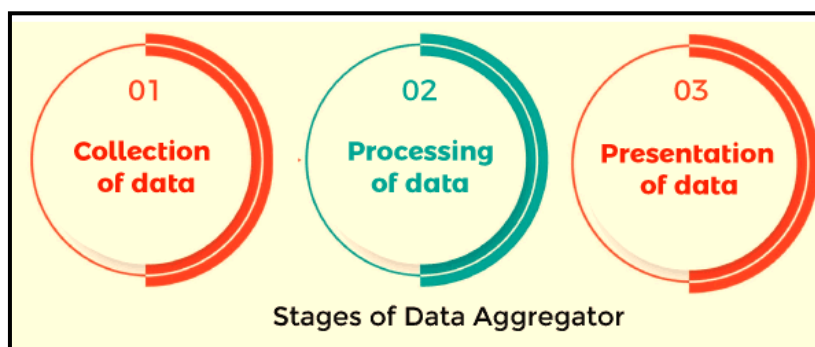 01
Collection
of data
02
Processing
of data
03
Presentation
of data
Stages of Data Aggregator